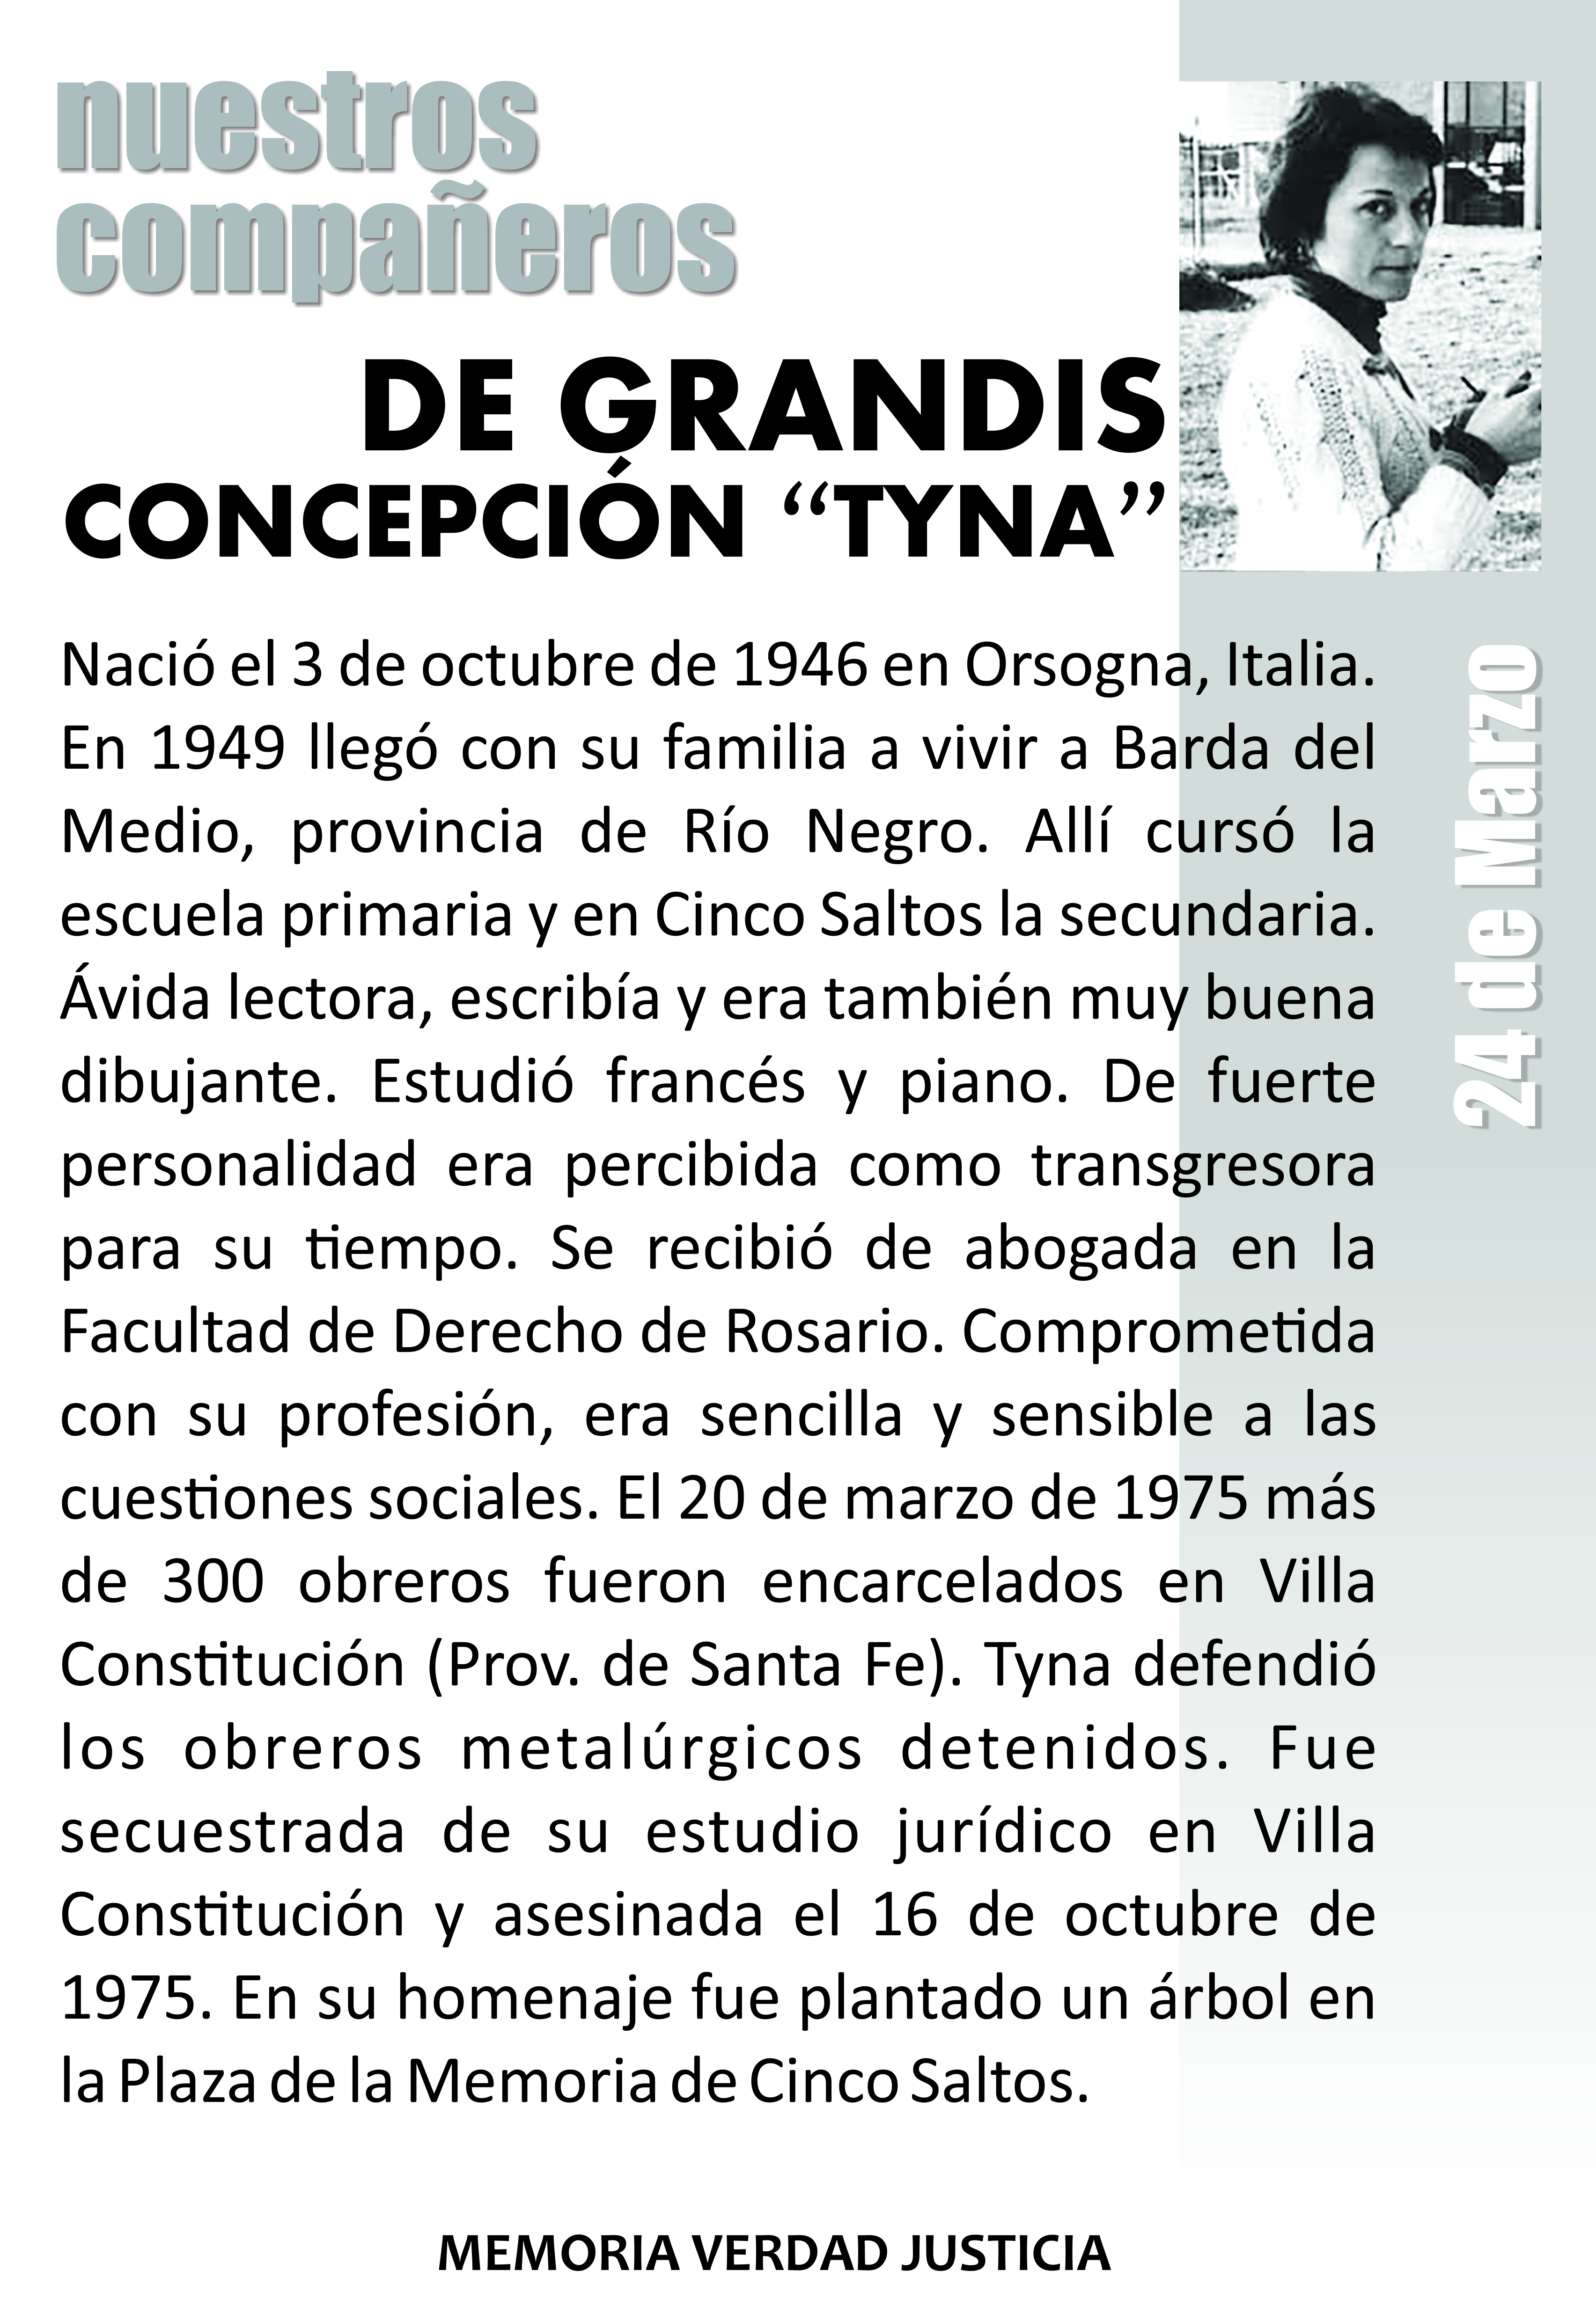 nuestros
compañeros
DE GRANDIS
CONCEPCIÓN “TYNA”
Nació el 3 de octubre de 1946 en Orsogna, Italia.
En 1949 llegó con su familia a vivir a Barda del
Medio, provincia de Río Negro. Allí cursó la
escuela primaria y en Cinco Saltos la secundaria.
Ávida lectora, escribía y era también muy buena
dibujante. Estudió francés y piano. De fuerte
personalidad era percibida como transgresora
para su tiempo. Se recibió de abogada en la
Facultad de Derecho de Rosario. Comprometida
con su profesión, era sencilla y sensible a las
cuestiones sociales. El 20 de marzo de 1975 más
de 300 obreros fueron encarcelados en Villa
Constitución (Prov. de Santa Fe). Tyna defendió
los obreros metalúrgicos detenidos. Fue
secuestrada de su estudio jurídico en Villa
Constitución y asesinada el 16 de octubre de
1975. En su homenaje fue plantado un árbol en
la Plaza de la Memoria de Cinco Saltos.
24 de Marzo
MEMORIA VERDAD JUSTICIA